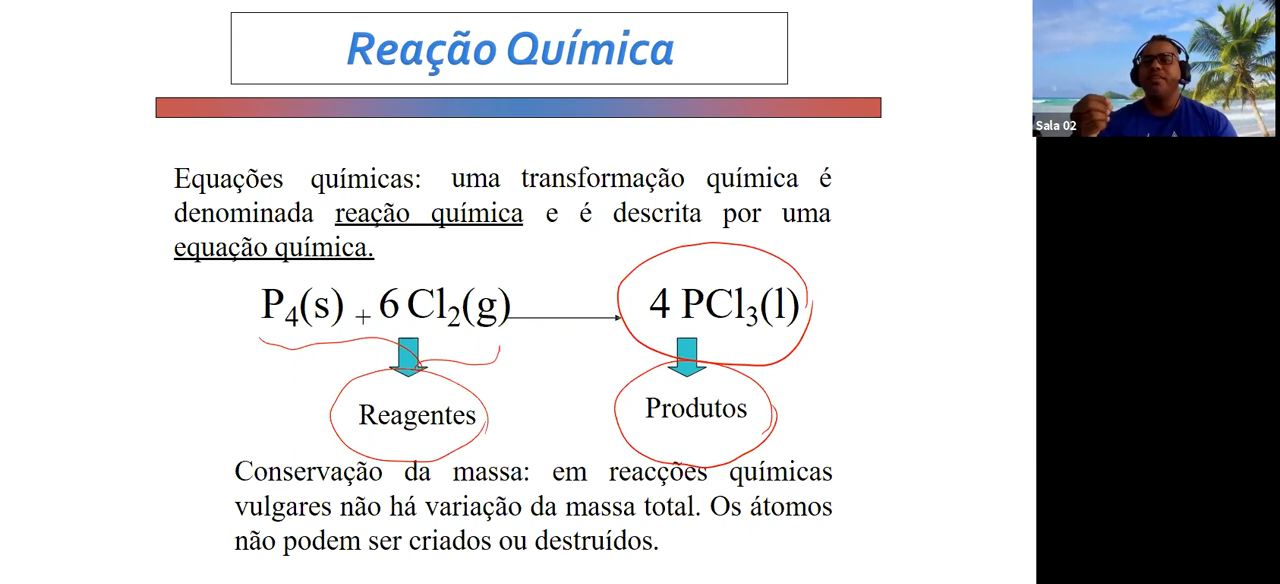 Reação Química
Sala 02
Equações químicas: uma transformação química é
denominada reação química e é descrita por uma
equação química.
P₄(s) + 6 Cl₂(g) → 4 PCl₃(l)
Reagentes
Produtos
Conservação da massa: em reacções químicas
vulgares não há variação da massa total. Os átomos
não podem ser criados ou destruídos.